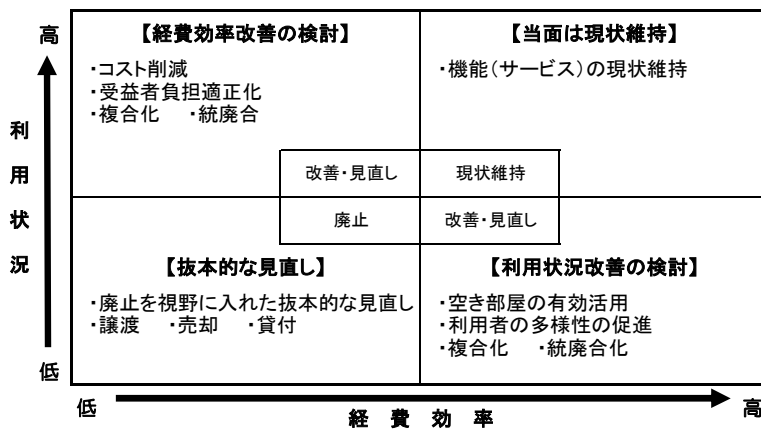 高
利用状況
低
【経費効率改善の検討】
・コスト削減
・受益者負担適正化
・複合化　・統廃合
【当面は現状維持】
・機能(サービス)の現状維持
改善・見直し
現状維持
廃止
改善・見直し
【抜本的な見直し】
・廃止を視野に入れた抜本的な見直し
・譲渡　・売却　・貸付
【利用状況改善の検討】
・空き部屋の有効活用
・利用者の多様性の促進
・複合化　・統廃合化
低
経費効率
高